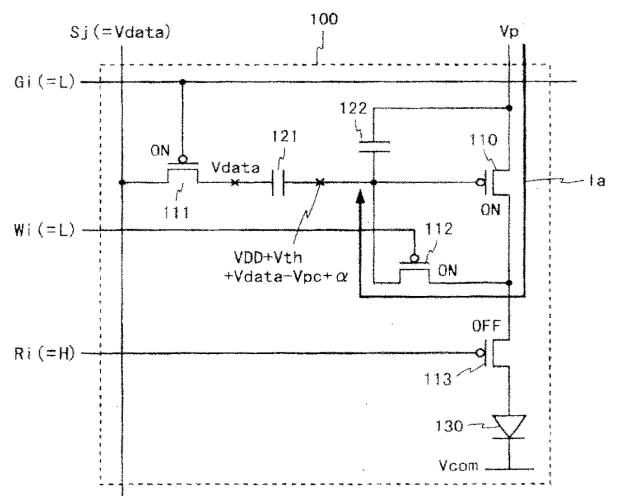 100
Sj(=Vdata)
Vp
Gi(=L)
122
110
ON
Vdata
121
Ia
111
ON
Wi(=L)
112
VDD+Vth
+Vdata-Vpc+α
ON
OFF
Ri(=H)
113
130
Vcom